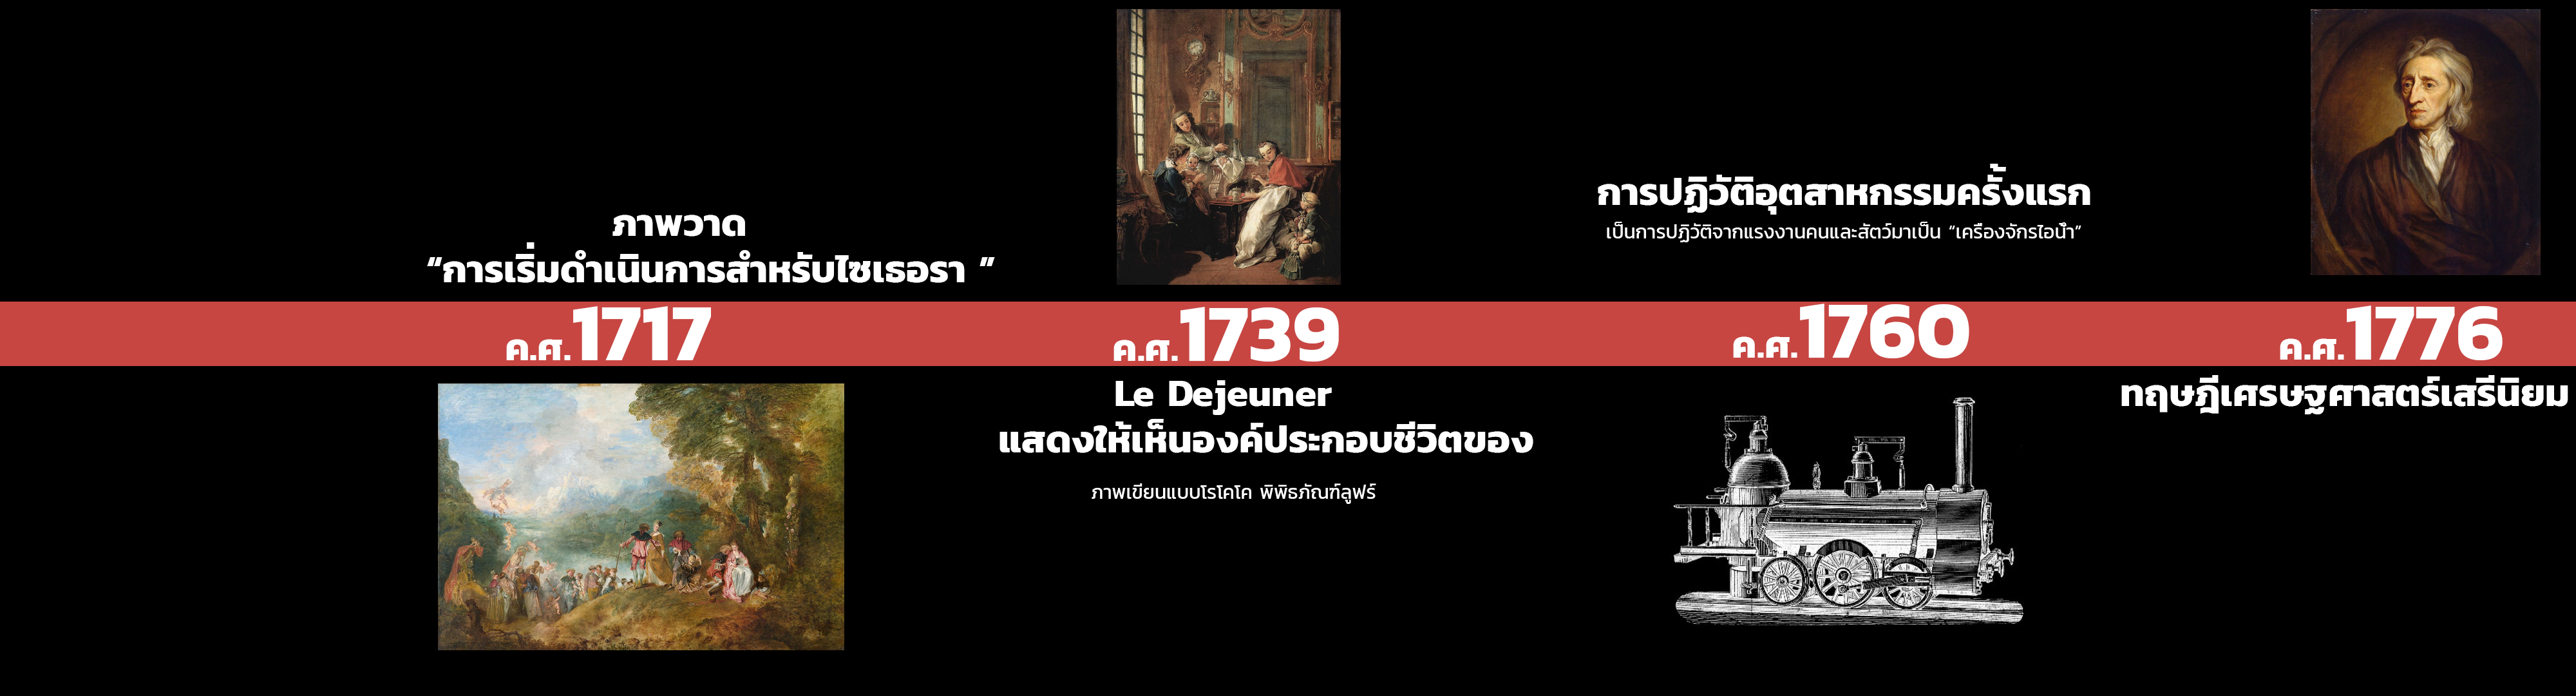 ภาพวาด
“การเริ่มดำเนินการสำหรับไซเธอรา ”
ค.ศ.1717
ค.ศ.1739
Le Dejeuner
แสดงให้เห็นองค์ประกอบชีวิตของ
ภาพเขียนแบบโรโคโค พิพิธภัณฑ์ลูฟร์
การปฏิวัติอุตสาหกรรมครั้งแรก
เป็นการปฏิวัติจากแรงงานคนและสัตว์มาเป็น “เครื่องจักรไอน้ำ”
ค.ศ.1760
ค.ศ.1776
ทฤษฎีเศรษฐศาสตร์เสรีนิยม